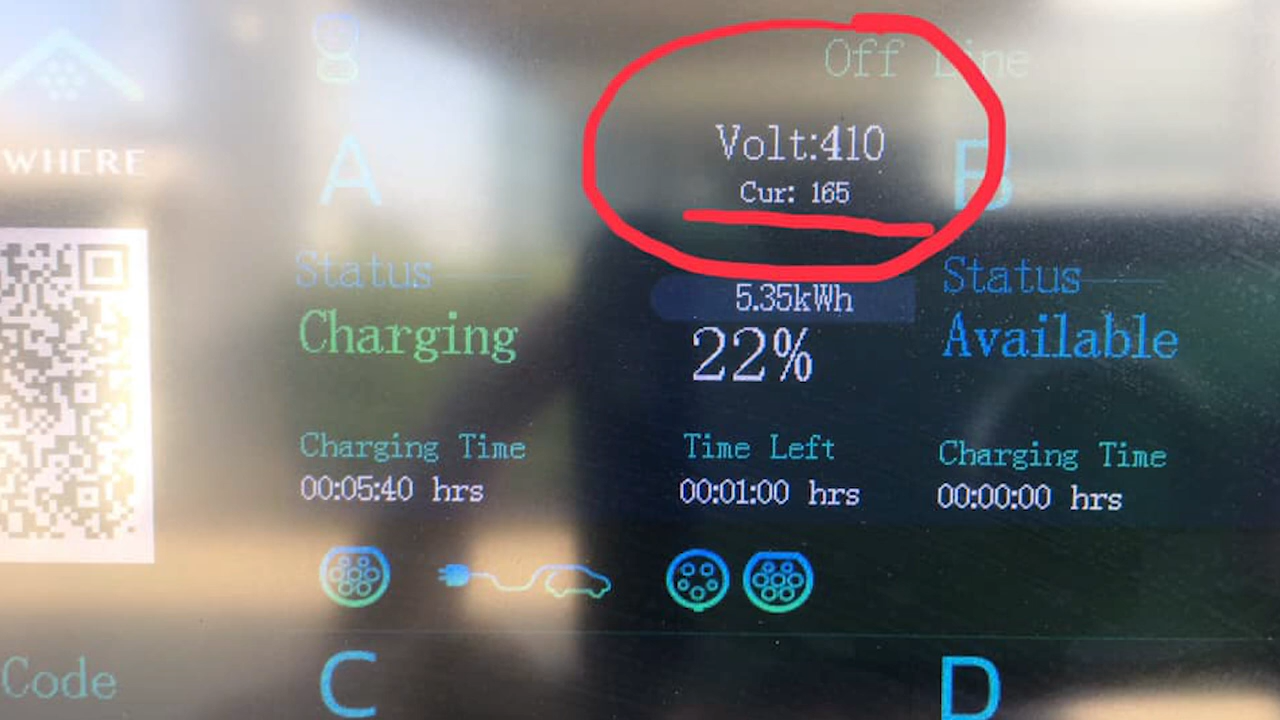 Off Line
WHERE
A
Volt:410
B
Cur: 165
Status
5.35kWh
Status
Charging
22%
Available
Charging Time
Time Left
Charging Time
00:05:40 hrs
00:01:00 hrs
00:00:00 hrs
Code
C
D